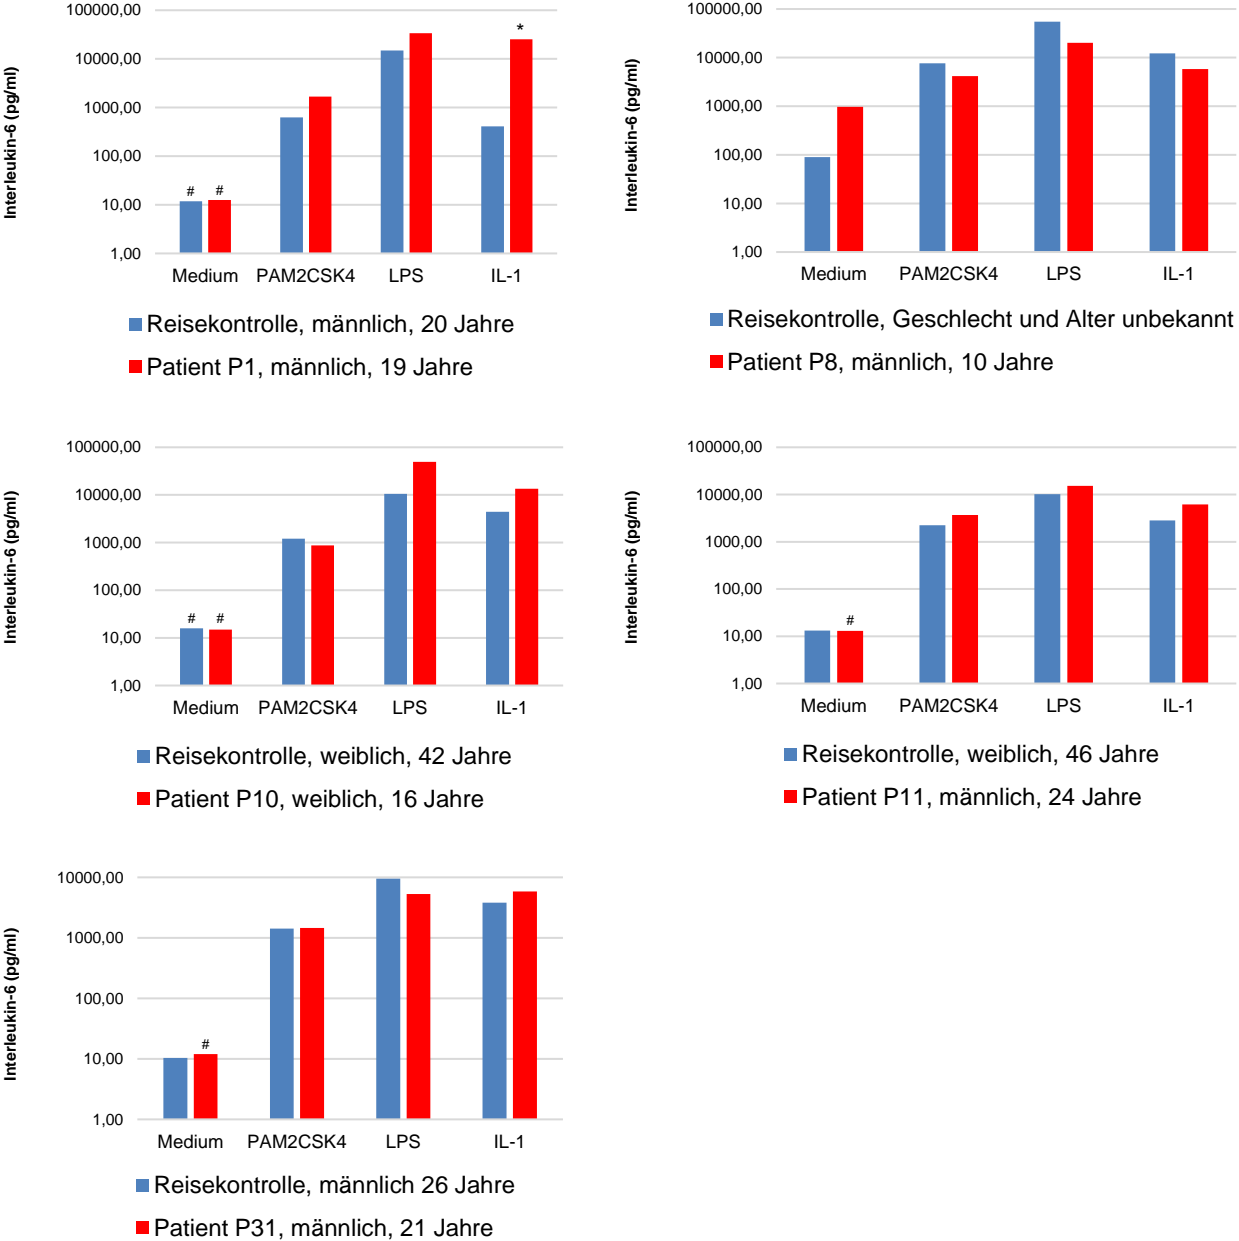 Interleukin-6 (pg/ml)
100000,00
10000,00
1000,00
100,00
10,00
1,00
# # *
Medium PAM2CSK4 LPS IL-1
Reisekontrolle, männlich, 20 Jahre
Patient P1, männlich, 19 Jahre
Interleukin-6 (pg/ml)
100000,00
10000,00
1000,00
100,00
10,00
1,00
Medium PAM2CSK4 LPS IL-1
Reisekontrolle, Geschlecht und Alter unbekannt
Patient P8, männlich, 10 Jahre
Interleukin-6 (pg/ml)
100000,00
10000,00
1000,00
100,00
10,00
1,00
# #
Medium PAM2CSK4 LPS IL-1
Reisekontrolle, weiblich, 42 Jahre
Patient P10, weiblich, 16 Jahre
Interleukin-6 (pg/ml)
100000,00
10000,00
1000,00
100,00
10,00
1,00
#
Medium PAM2CSK4 LPS IL-1
Reisekontrolle, weiblich, 46 Jahre
Patient P11, männlich, 24 Jahre
Interleukin-6 (pg/ml)
10000,00
1000,00
100,00
10,00
1,00
#
Medium PAM2CSK4 LPS IL-1
Reisekontrolle, männlich 26 Jahre
Patient P31, männlich, 21 Jahre